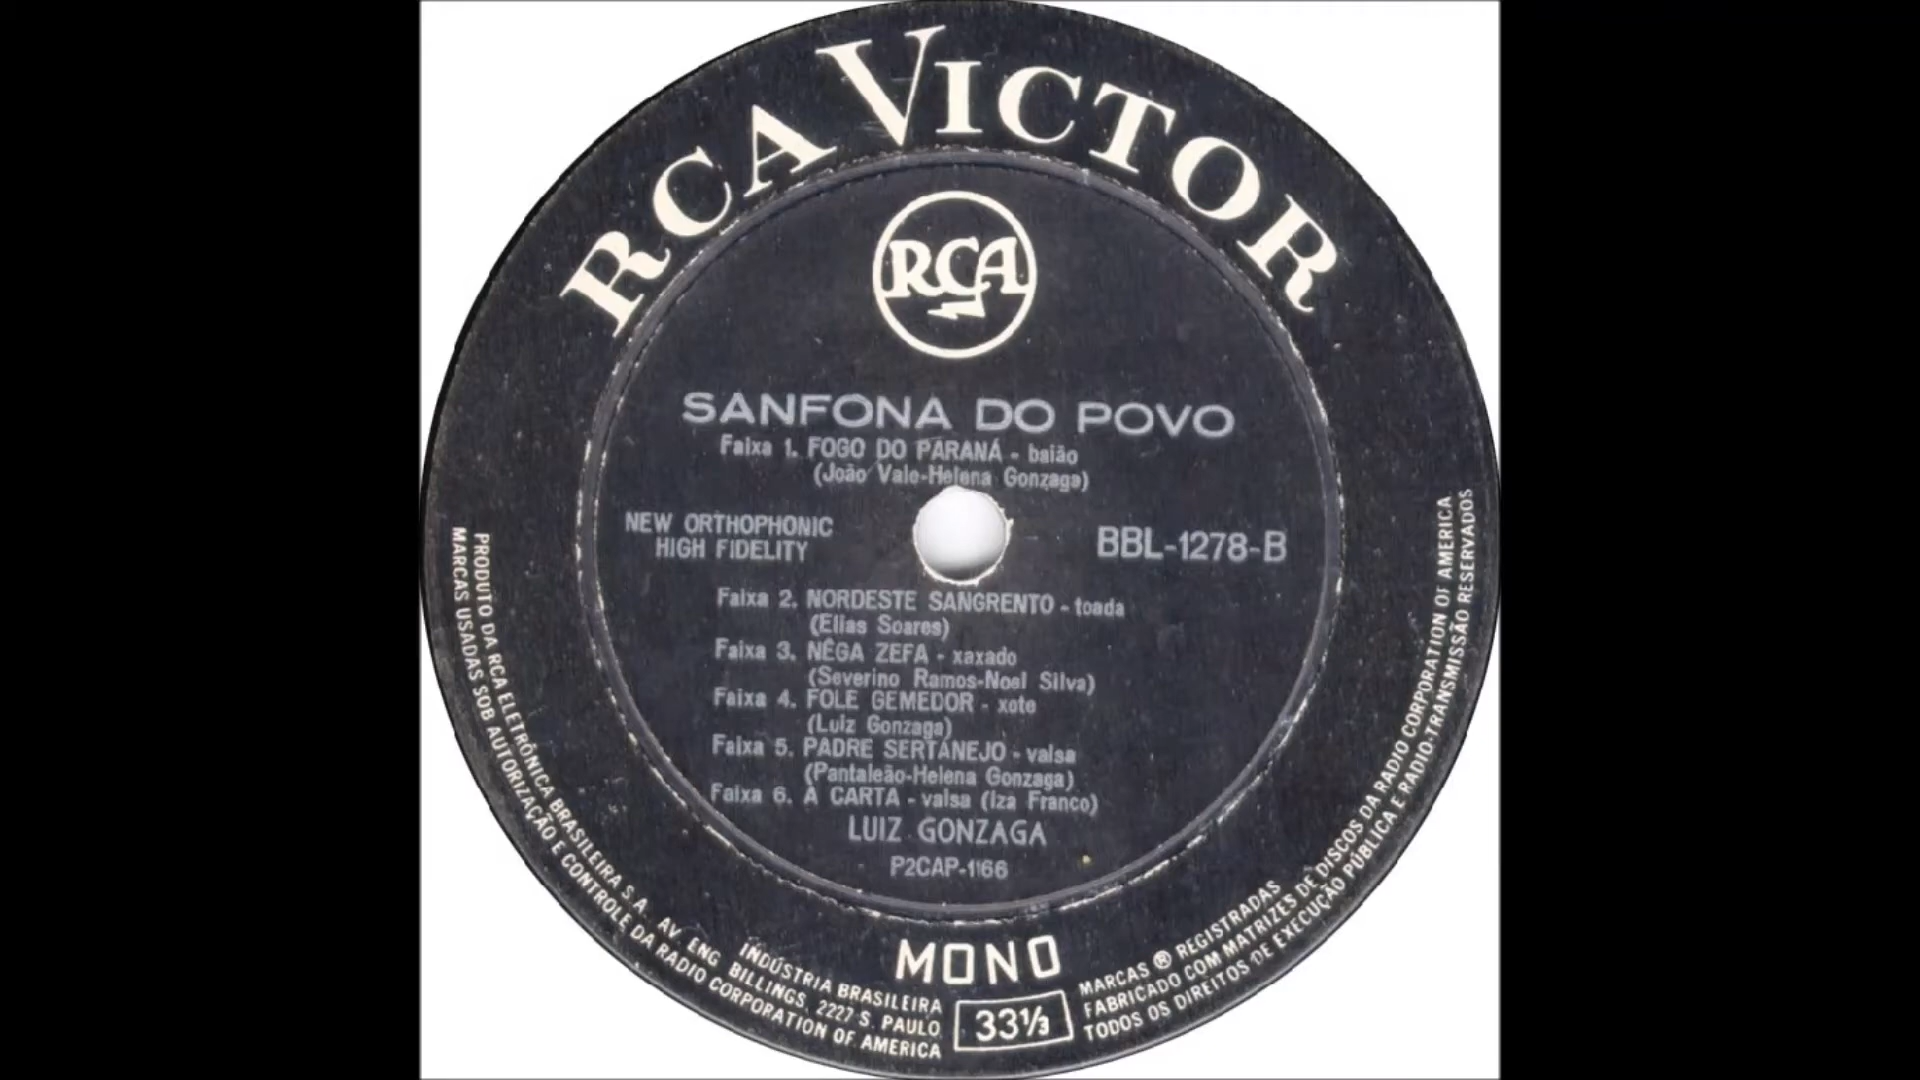 RCA VICTOR
RCA
SANFONA DO POVO
Faixa 1. FOGO DO PARANÁ - baião
(João Vale-Helena Gonzaga)
NEW ORTHOPHONIC
HIGH FIDELITY
BBL-1278-B
Faixa 2. NORDESTE SANGRENTO - toada
(Elias Soares)
Faixa 3. NÊGA ZEFA - xaxado
(Severino Ramos-Noel Silva)
Faixa 4. FOLE GEMEDOR - xote
(Luiz Gonzaga)
Faixa 5. PADRE SERTANEJO - valsa
(Pantaleão-Helena Gonzaga)
Faixa 6. A CARTA - valsa (Iza Franco)
LUIZ GONZAGA
P2CAP-1166
MONO
33⅓
PRODUTO DA RCA ELETRÔNICA BRASILEIRA S.A. AV. ENG. BILLINGS, 2227 S. PAULO
MARCAS USADAS SOB AUTORIZAÇÃO E CONTROLE DA RADIO CORPORATION OF AMERICA
INDÚSTRIA BRASILEIRA
MARCAS ® REGISTRADAS
FABRICADO COM MATRIZES DE DISCOS DA RADIO CORPORATION OF AMERICA
TODOS OS DIREITOS DE EXECUÇÃO PÚBLICA E RADIO-TRANSMISSÃO RESERVADOS